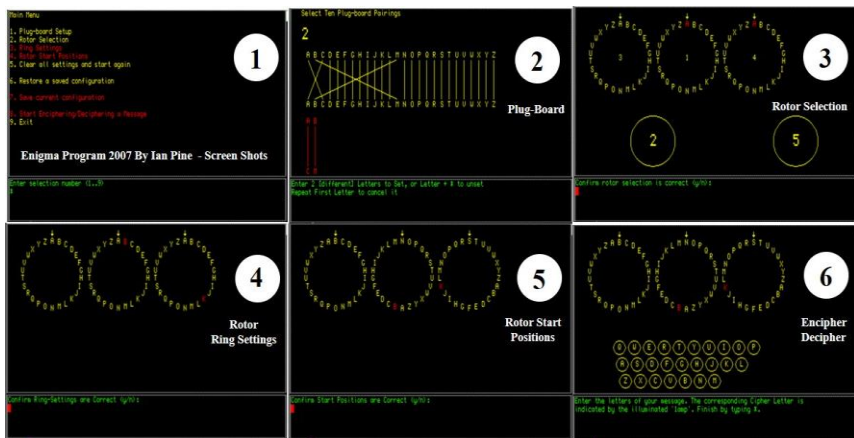 Main Menu
1. Plug-board Setup
2. Rotor Selection
3. Ring Settings
4. Rotor Start Positions
5. Clear all settings and start again
6. Restore a saved configuration
7. Save current configuration
8. Start Enciphering/Deciphering a Message
9. Exit
1
Enigma Program 2007 By Ian Pine - Screen Shots
Enter selection number (1..9)
Select Ten Plug-board Pairings
2
A B C D E F G H I J K L M N O P Q R S T U V W X Y Z
A B C D E F G H I J K L M N O P Q R S T U V W X Y Z
A B
2
Plug-Board
Enter 2 [different] Letters to Set, or Letter + X to unset
Repeat First Letter to cancel it
3
1
4
3
Rotor Selection
2
5
Confirm rotor selection is correct (y/n):
4
Rotor
Ring Settings
Confirm Ring-Settings are Correct (y/n):
5
Rotor Start
Positions
Confirm Start Positions are Correct (y/n):
6
Encipher
Decipher
Q W E R T Y U I O P
A S D F G H J K L
Z X C V B N M
Enter the letters of your message. The corresponding Cipher Letter is
indicated by the illuminated 'lamp'. Finish by typing X.